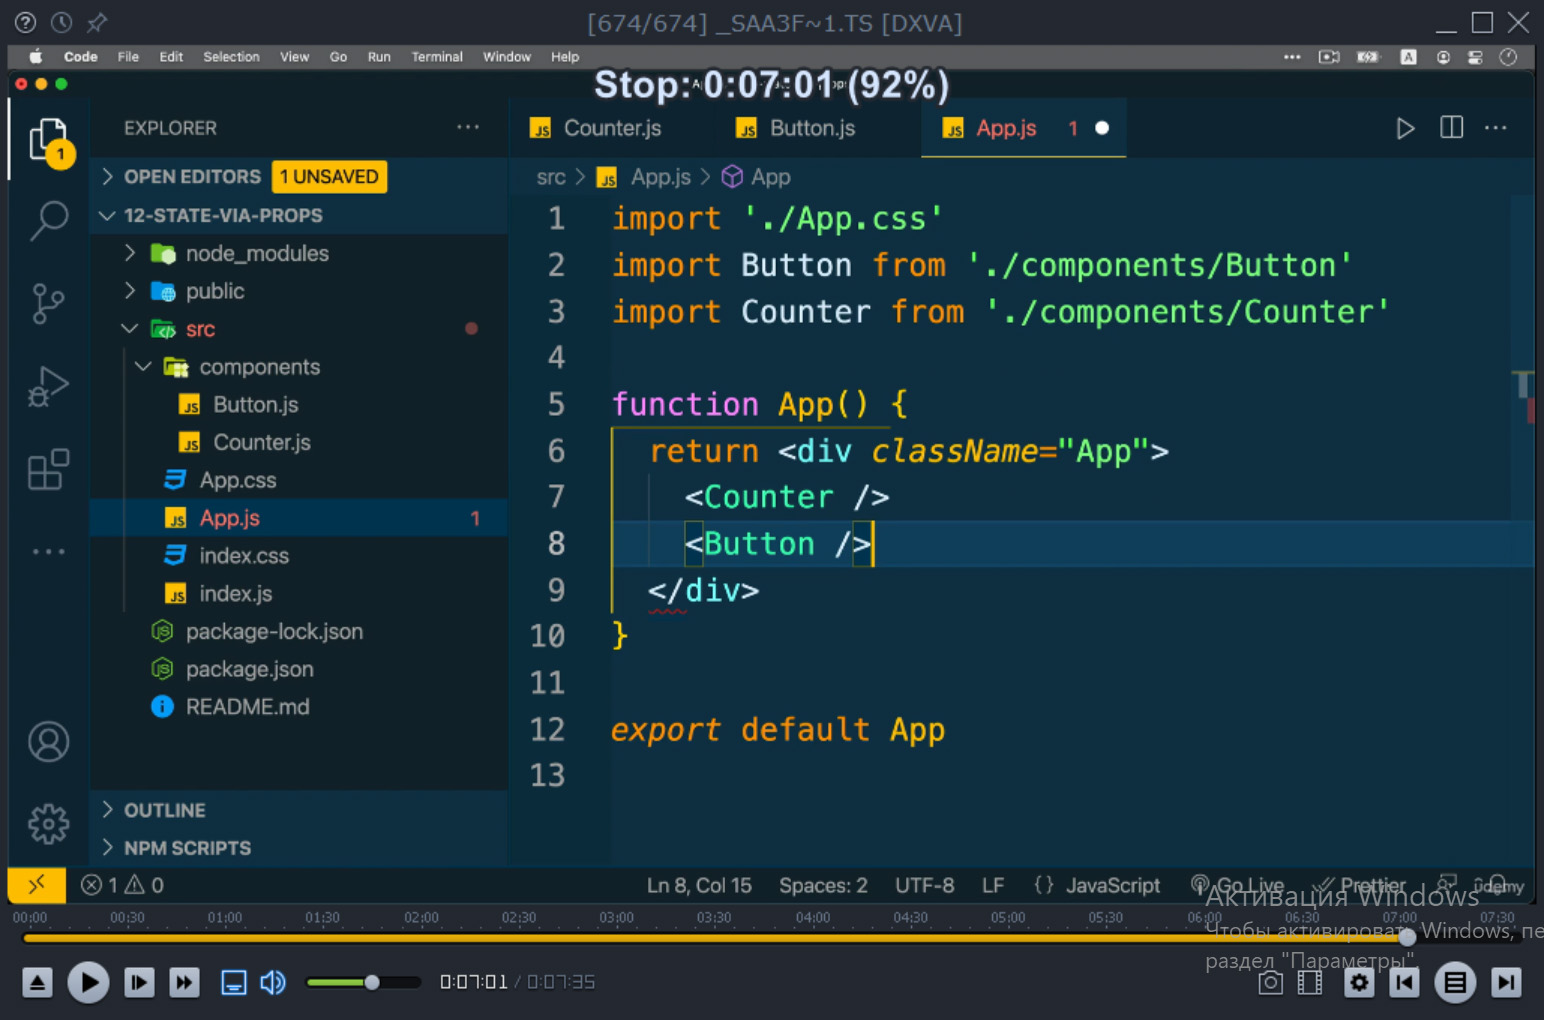 [674/674] _SAA3F~1.TS [DXVA]
Code File Edit Selection View Go Run Terminal Window Help
A
Stop: 0:07:01 (92%)
EXPLORER
Counter.js
Button.js
App.js 1
1
OPEN EDITORS 1 UNSAVED
src > App.js > App
12-STATE-VIA-PROPS
node_modules
public
src
components
Button.js
Counter.js
App.css
App.js 1
index.css
index.js
package-lock.json
package.json
README.md
OUTLINE
NPM SCRIPTS
1 import './App.css'
2 import Button from './components/Button'
3 import Counter from './components/Counter'
4
5 function App() {
6 return <div className="App">
7 <Counter />
8 <Button />
9 </div>
10 }
11
12 export default App
13
1 0
Ln 8, Col 15 Spaces: 2 UTF-8 LF {} JavaScript Go Live Prettier
ûdemy
00:00 00:30 01:00 01:30 02:00 02:30 03:00 03:30 04:00 04:30 05:00 05:30 06:00 06:30 07:00 07:30
Активация Windows
Чтобы активировать Windows, пе
раздел "Параметры".
0:07:01 / 0:07:35